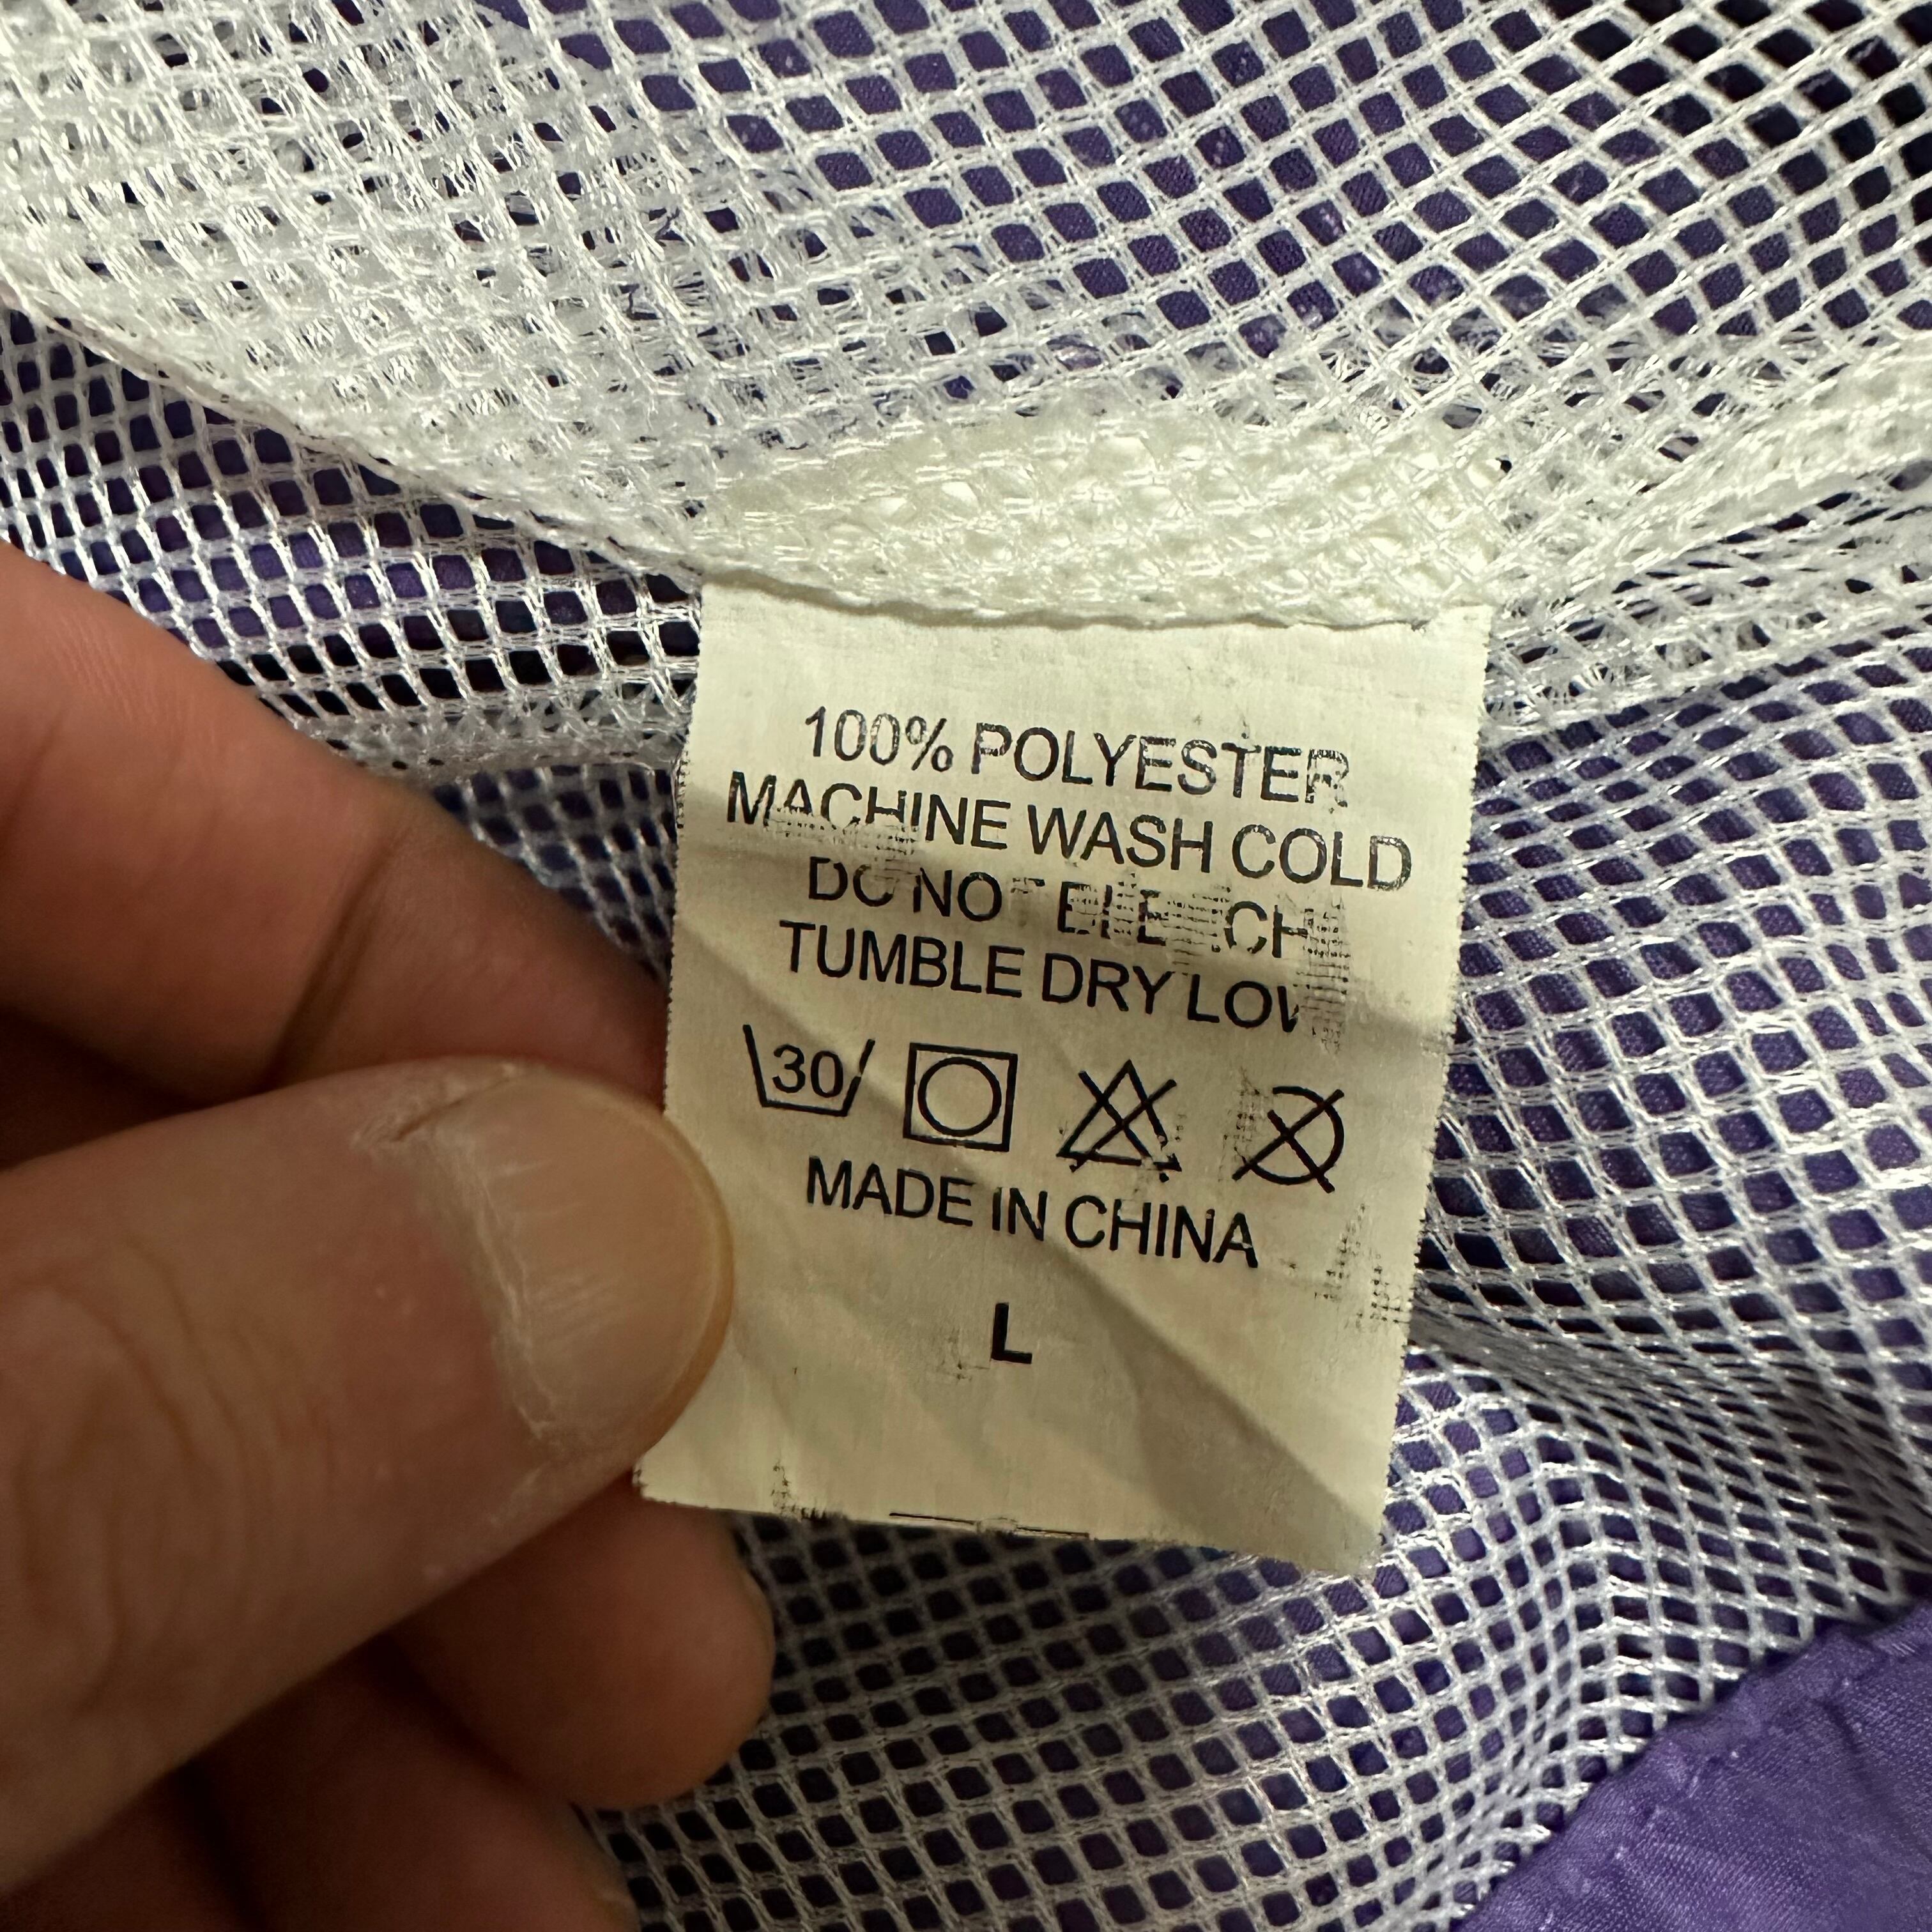 100% POLYESTER
MACHINE WASH COLD
DO NOT BLEACH
TUMBLE DRY LOW
30
MADE IN CHINA
L